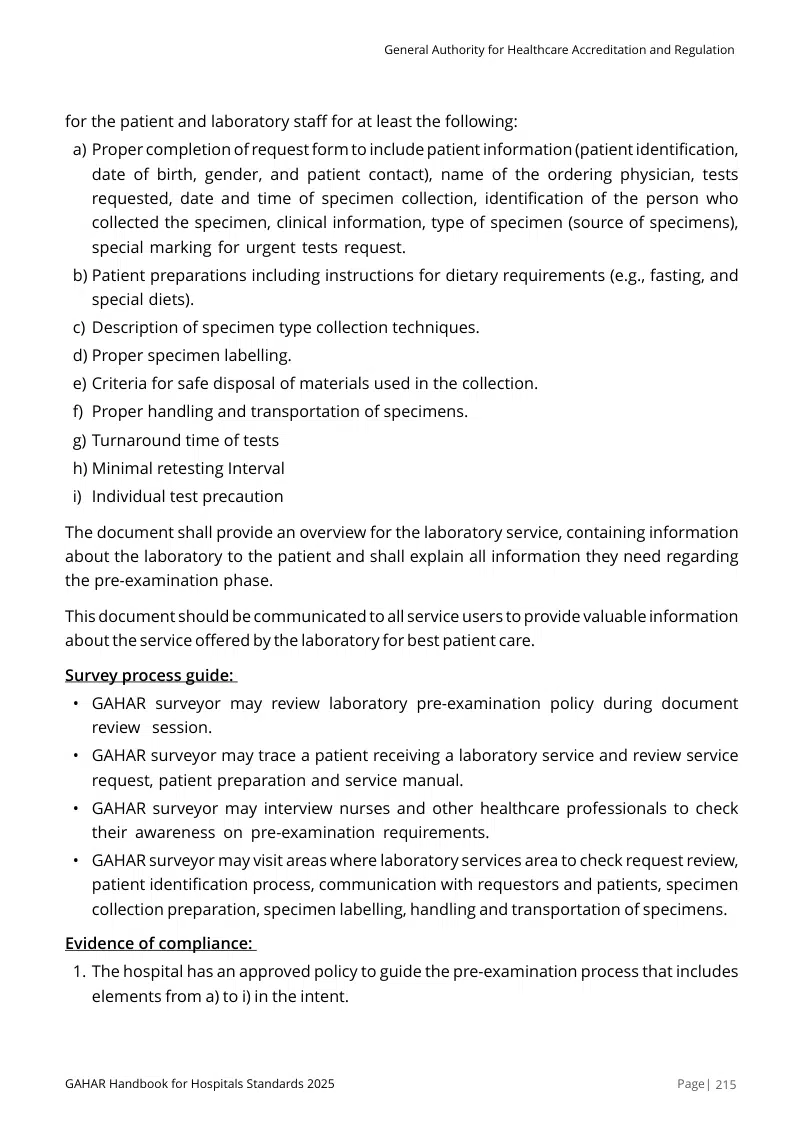 General Authority for Healthcare Accreditation and Regulation
for the patient and laboratory staff for at least the following:
a) Proper completion of request form to include patient information (patient identification,
date of birth, gender, and patient contact), name of the ordering physician, tests
requested, date and time of specimen collection, identification of the person who
collected the specimen, clinical information, type of specimen (source of specimens),
special marking for urgent tests request.
b) Patient preparations including instructions for dietary requirements (e.g., fasting, and
special diets).
c) Description of specimen type collection techniques.
d) Proper specimen labelling.
e) Criteria for safe disposal of materials used in the collection.
f) Proper handling and transportation of specimens.
g) Turnaround time of tests
h) Minimal retesting Interval
i) Individual test precaution
The document shall provide an overview for the laboratory service, containing information
about the laboratory to the patient and shall explain all information they need regarding
the pre-examination phase.
This document should be communicated to all service users to provide valuable information
about the service offered by the laboratory for best patient care.
Survey process guide:
• GAHAR surveyor may review laboratory pre-examination policy during document
review session.
• GAHAR surveyor may trace a patient receiving a laboratory service and review service
request, patient preparation and service manual.
• GAHAR surveyor may interview nurses and other healthcare professionals to check
their awareness on pre-examination requirements.
• GAHAR surveyor may visit areas where laboratory services area to check request review,
patient identification process, communication with requestors and patients, specimen
collection preparation, specimen labelling, handling and transportation of specimens.
Evidence of compliance:
1. The hospital has an approved policy to guide the pre-examination process that includes
elements from a) to i) in the intent.
GAHAR Handbook for Hospitals Standards 2025
Page| 215